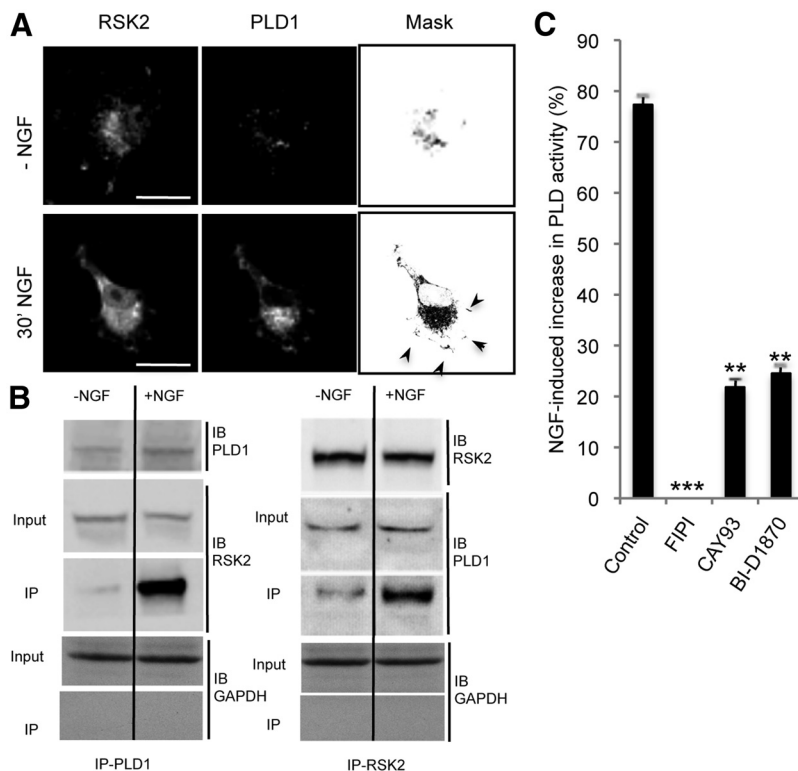 A
RSK2
PLD1
Mask
- NGF
30' NGF
B
-NGF
+NGF
IB
PLD1
Input
IB
RSK2
IP
Input
IB
GAPDH
IP
IP-PLD1
-NGF
+NGF
IB
RSK2
Input
IB
PLD1
IP
Input
IB
GAPDH
IP
IP-RSK2
C
NGF-induced increase in PLD activity (%)
90
80
70
60
50
40
30
20
10
0
***
**
**
Control
FIPI
CAY93
BI-D1870